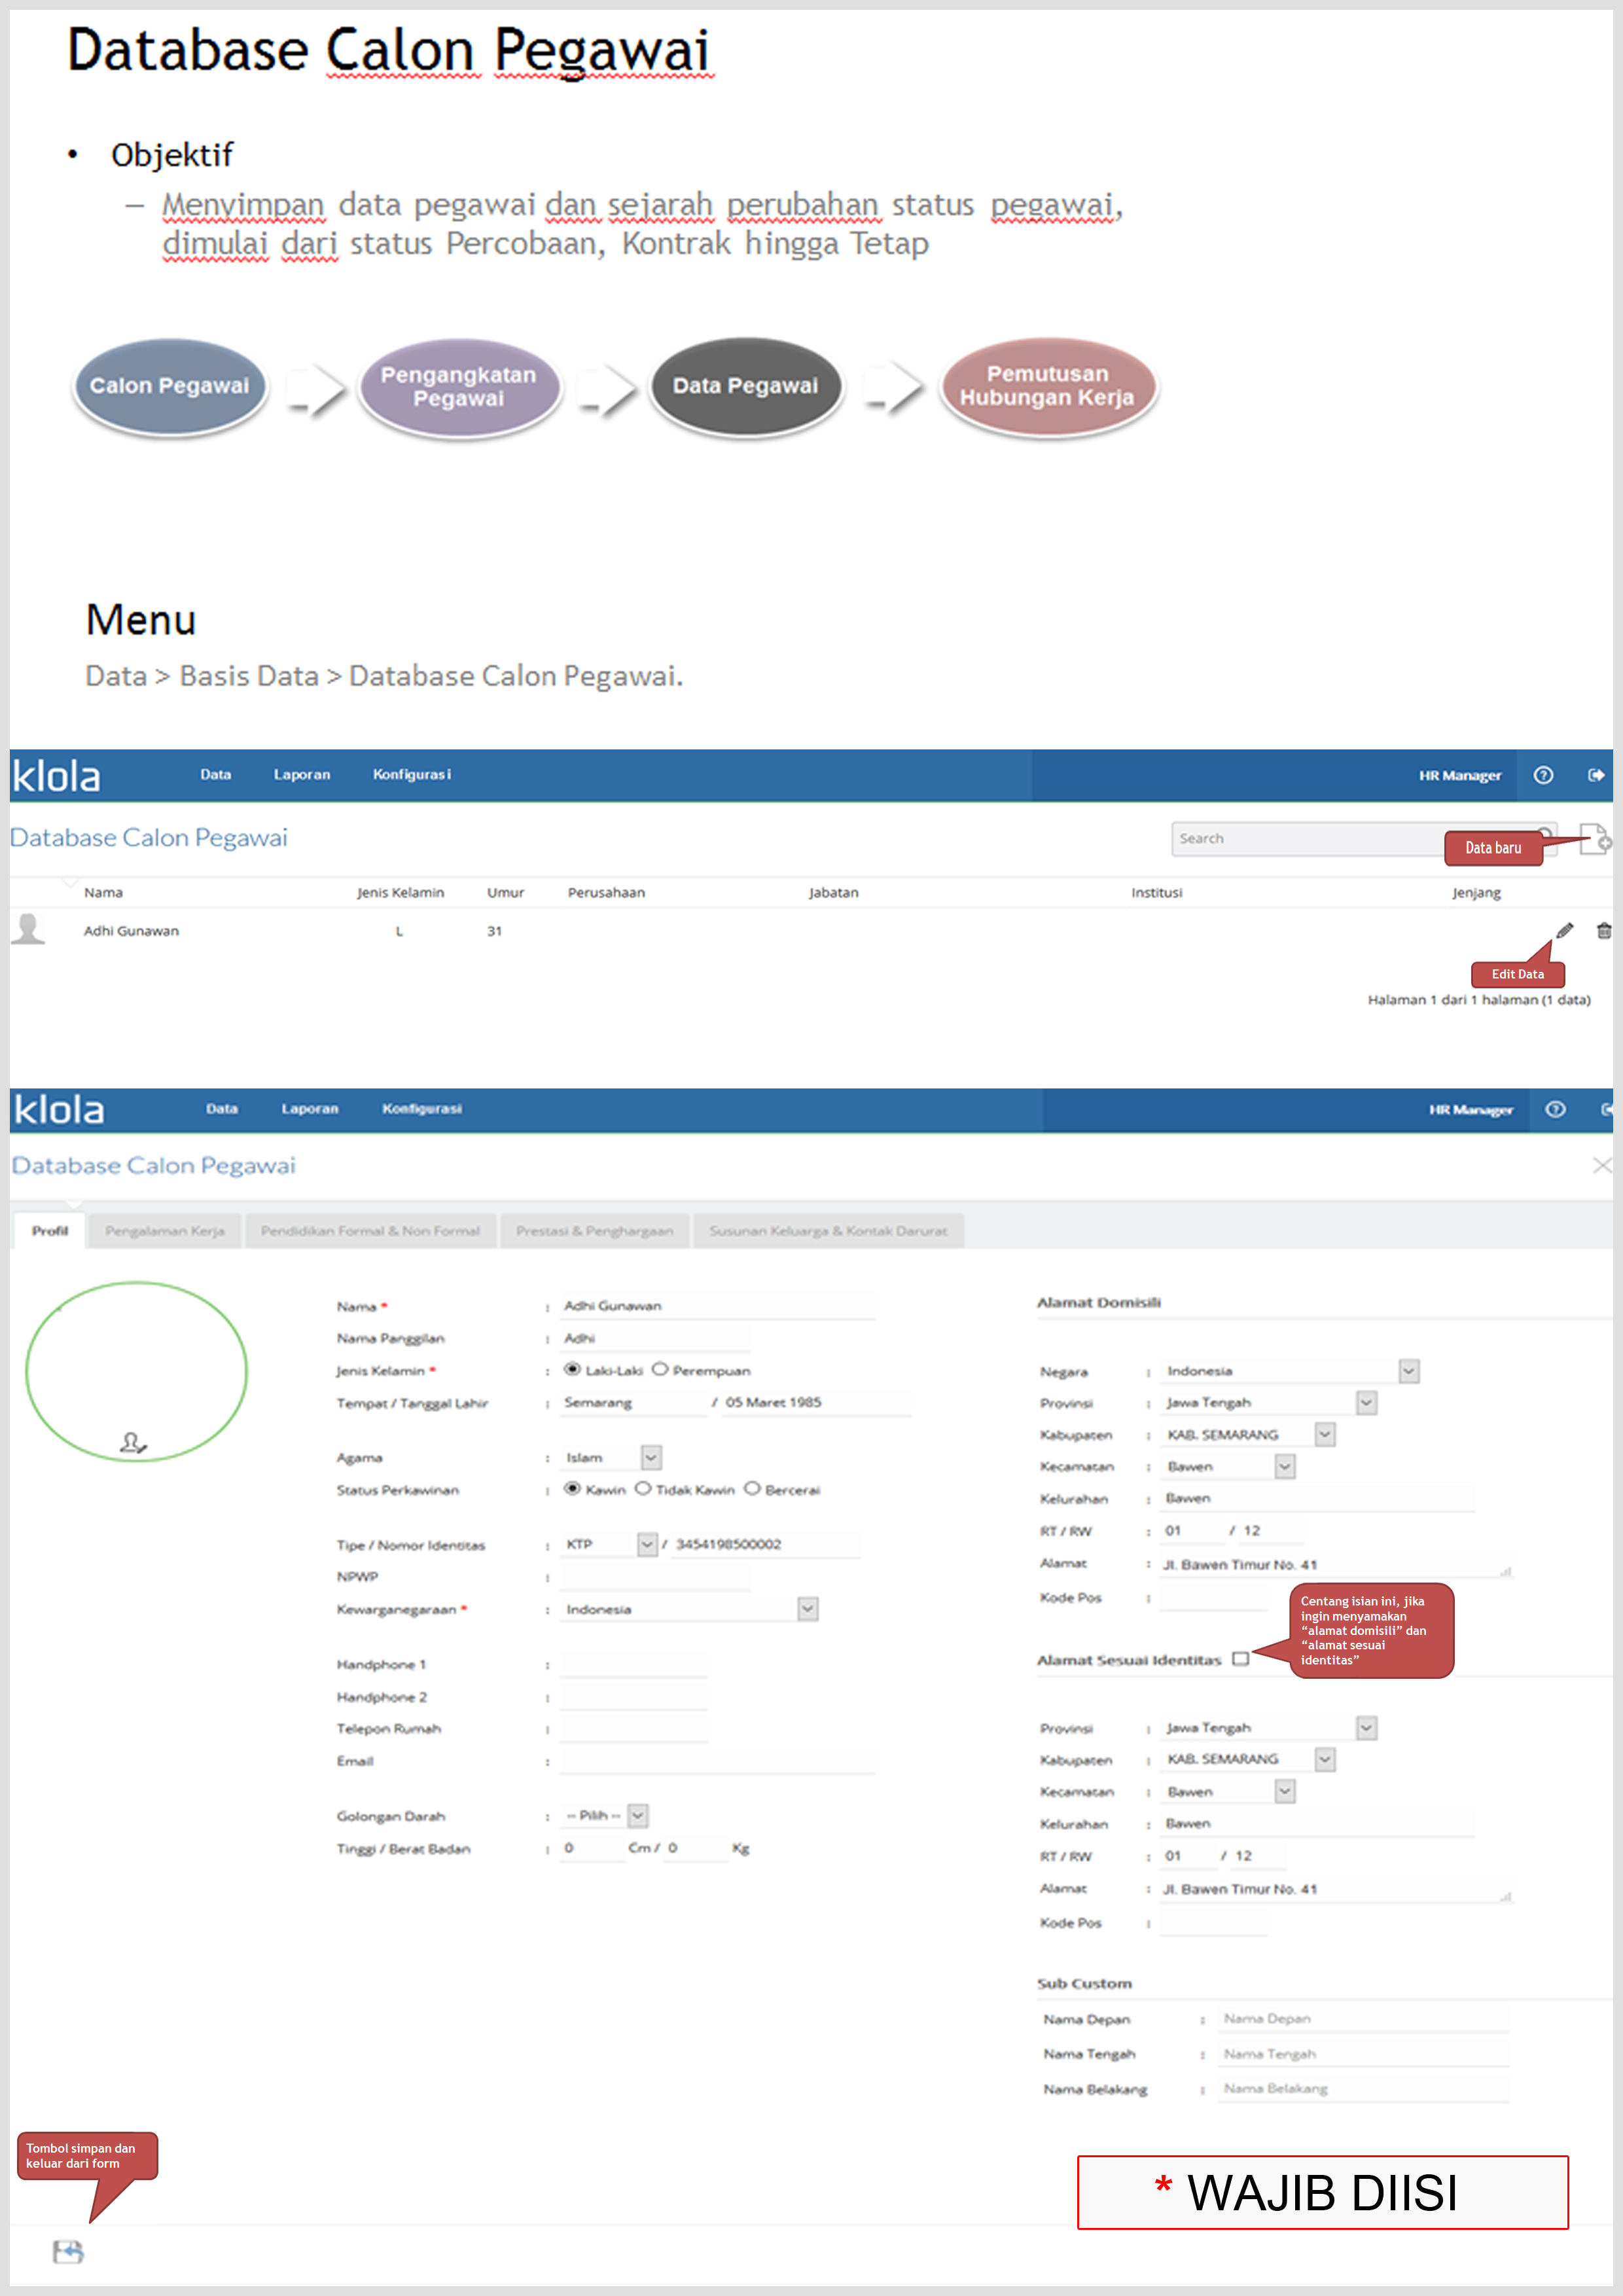 Database Calon Pegawai
• Objektif
– Menyimpan data pegawai dan sejarah perubahan status pegawai,
dimulai dari status Percobaan, Kontrak hingga Tetap
Calon Pegawai
Pengangkatan
Pegawai
Data Pegawai
Pemutusan
Hubungan Kerja
Menu
Data > Basis Data > Database Calon Pegawai.
klola Data Laporan Konfigurasi HR Manager
Database Calon Pegawai Search
Data baru
Nama Jenis Kelamin Umur Perusahaan Jabatan Institusi Jenjang
Adhi Gunawan L 31
Edit Data
Halaman 1 dari 1 halaman (1 data)
klola Data Laporan Konfigurasi HR Manager
Database Calon Pegawai
Profil Pengalaman Kerja Pendidikan Formal & Non Formal Prestasi & Penghargaan Susunan Keluarga & Kontak Darurat
Nama * : Adhi Gunawan
Nama Panggilan : Adhi
Jenis Kelamin * : Laki-Laki Perempuan
Tempat / Tanggal Lahir : Semarang / 05 Maret 1985
Agama : Islam
Status Perkawinan : Kawin Tidak Kawin Bercerai
Tipe / Nomor Identitas : KTP / 3454198500002
NPWP :
Kewarganegaraan * : Indonesia
Handphone 1 :
Handphone 2 :
Telepon Rumah :
Email :
Golongan Darah : -- Pilih --
Tinggi / Berat Badan : 0 Cm / 0 Kg
Alamat Domisili
Negara : Indonesia
Provinsi : Jawa Tengah
Kabupaten : KAB. SEMARANG
Kecamatan : Bawen
Kelurahan : Bawen
RT / RW : 01 / 12
Alamat : Jl. Bawen Timur No. 41
Kode Pos :
Centang isian ini, jika
ingin menyamakan
“alamat domisili” dan
“alamat sesuai
identitas”
Alamat Sesuai Identitas
Provinsi : Jawa Tengah
Kabupaten : KAB. SEMARANG
Kecamatan : Bawen
Kelurahan : Bawen
RT / RW : 01 / 12
Alamat : Jl. Bawen Timur No. 41
Kode Pos :
Sub Custom
Nama Depan : Nama Depan
Nama Tengah : Nama Tengah
Nama Belakang : Nama Belakang
Tombol simpan dan
keluar dari form
* WAJIB DIISI